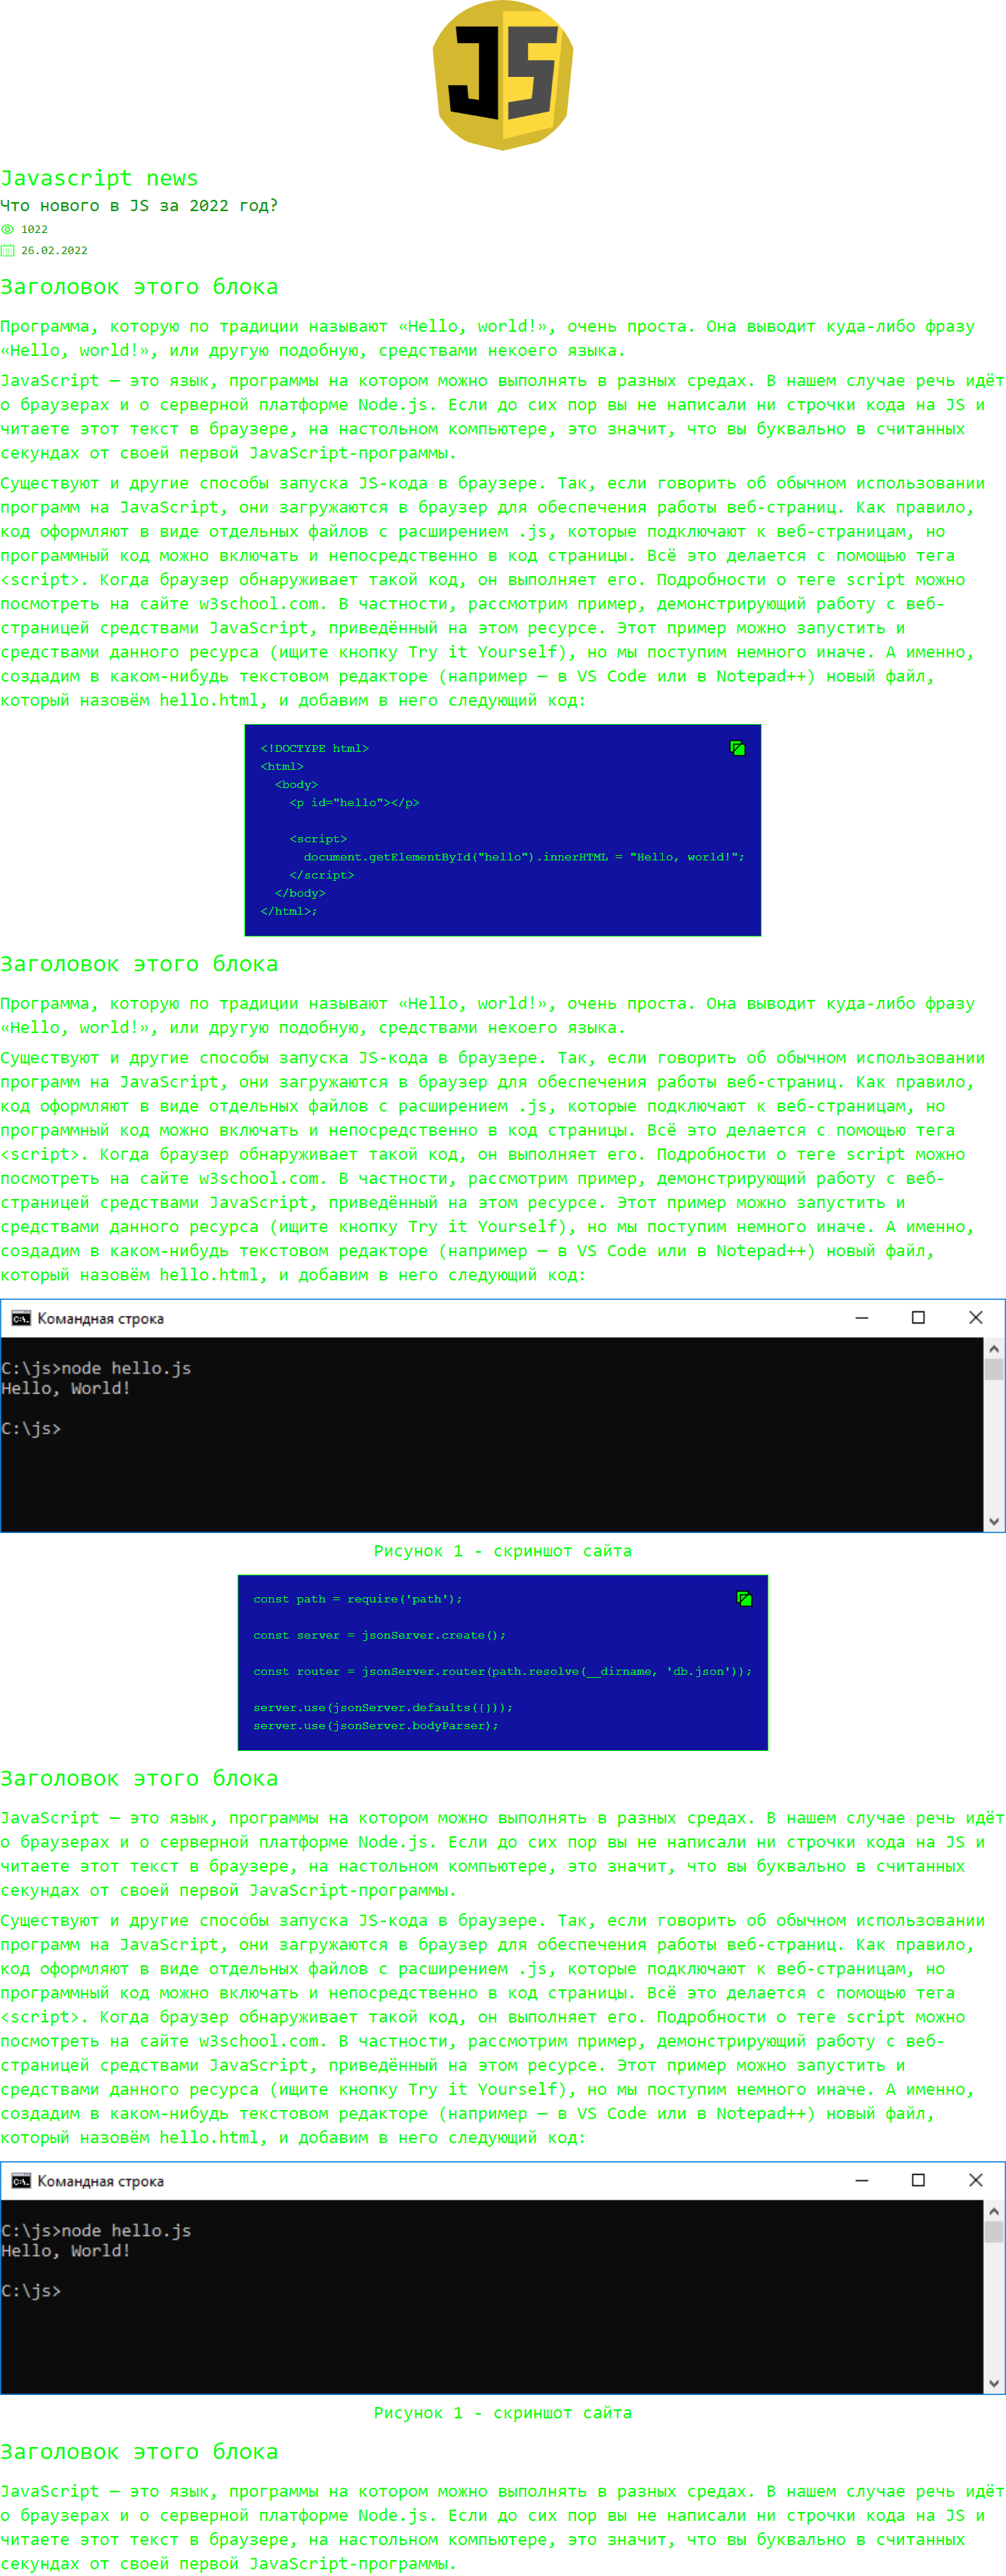 JS
Javascript news
Что нового в JS за 2022 год?
1022
26.02.2022
Заголовок этого блока
Программа, которую по традиции называют «Hello, world!», очень проста. Она выводит куда-либо фразу
«Hello, world!», или другую подобную, средствами некоего языка.
JavaScript — это язык, программы на котором можно выполнять в разных средах. В нашем случае речь идёт
о браузерах и о серверной платформе Node.js. Если до сих пор вы не написали ни строчки кода на JS и
читаете этот текст в браузере, на настольном компьютере, это значит, что вы буквально в считанных
секундах от своей первой JavaScript-программы.
Существуют и другие способы запуска JS-кода в браузере. Так, если говорить об обычном использовании
программ на JavaScript, они загружаются в браузер для обеспечения работы веб-страниц. Как правило,
код оформляют в виде отдельных файлов с расширением .js, которые подключают к веб-страницам, но
программный код можно включать и непосредственно в код страницы. Всё это делается с помощью тега
<script>. Когда браузер обнаруживает такой код, он выполняет его. Подробности о теге script можно
посмотреть на сайте w3school.com. В частности, рассмотрим пример, демонстрирующий работу с веб-
страницей средствами JavaScript, приведённый на этом ресурсе. Этот пример можно запустить и
средствами данного ресурса (ищите кнопку Try it Yourself), но мы поступим немного иначе. А именно,
создадим в каком-нибудь текстовом редакторе (например — в VS Code или в Notepad++) новый файл,
который назовём hello.html, и добавим в него следующий код:
<!DOCTYPE html>
<html>
<body>
<p id="hello"></p>
<script>
document.getElementById("hello").innerHTML = "Hello, world!";
</script>
</body>
</html>;
Заголовок этого блока
Программа, которую по традиции называют «Hello, world!», очень проста. Она выводит куда-либо фразу
«Hello, world!», или другую подобную, средствами некоего языка.
Существуют и другие способы запуска JS-кода в браузере. Так, если говорить об обычном использовании
программ на JavaScript, они загружаются в браузер для обеспечения работы веб-страниц. Как правило,
код оформляют в виде отдельных файлов с расширением .js, которые подключают к веб-страницам, но
программный код можно включать и непосредственно в код страницы. Всё это делается с помощью тега
<script>. Когда браузер обнаруживает такой код, он выполняет его. Подробности о теге script можно
посмотреть на сайте w3school.com. В частности, рассмотрим пример, демонстрирующий работу с веб-
страницей средствами JavaScript, приведённый на этом ресурсе. Этот пример можно запустить и
средствами данного ресурса (ищите кнопку Try it Yourself), но мы поступим немного иначе. А именно,
создадим в каком-нибудь текстовом редакторе (например — в VS Code или в Notepad++) новый файл,
который назовём hello.html, и добавим в него следующий код:
Командная строка
C:\js>node hello.js
Hello, World!
C:\js>
Рисунок 1 - скриншот сайта
const path = require('path');
const server = jsonServer.create();
const router = jsonServer.router(path.resolve(__dirname, 'db.json'));
server.use(jsonServer.defaults({}));
server.use(jsonServer.bodyParser);
Заголовок этого блока
JavaScript — это язык, программы на котором можно выполнять в разных средах. В нашем случае речь идёт
о браузерах и о серверной платформе Node.js. Если до сих пор вы не написали ни строчки кода на JS и
читаете этот текст в браузере, на настольном компьютере, это значит, что вы буквально в считанных
секундах от своей первой JavaScript-программы.
Существуют и другие способы запуска JS-кода в браузере. Так, если говорить об обычном использовании
программ на JavaScript, они загружаются в браузер для обеспечения работы веб-страниц. Как правило,
код оформляют в виде отдельных файлов с расширением .js, которые подключают к веб-страницам, но
программный код можно включать и непосредственно в код страницы. Всё это делается с помощью тега
<script>. Когда браузер обнаруживает такой код, он выполняет его. Подробности о теге script можно
посмотреть на сайте w3school.com. В частности, рассмотрим пример, демонстрирующий работу с веб-
страницей средствами JavaScript, приведённый на этом ресурсе. Этот пример можно запустить и
средствами данного ресурса (ищите кнопку Try it Yourself), но мы поступим немного иначе. А именно,
создадим в каком-нибудь текстовом редакторе (например — в VS Code или в Notepad++) новый файл,
который назовём hello.html, и добавим в него следующий код:
Командная строка
C:\js>node hello.js
Hello, World!
C:\js>
Рисунок 1 - скриншот сайта
Заголовок этого блока
JavaScript — это язык, программы на котором можно выполнять в разных средах. В нашем случае речь идёт
о браузерах и о серверной платформе Node.js. Если до сих пор вы не написали ни строчки кода на JS и
читаете этот текст в браузере, на настольном компьютере, это значит, что вы буквально в считанных
секундах от своей первой JavaScript-программы.